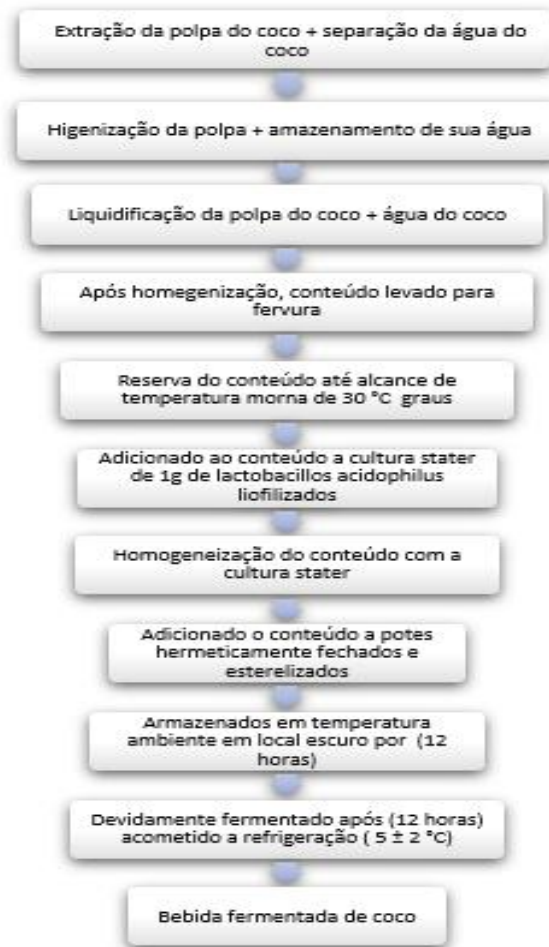 Extração da polpa do coco + separação da água do
coco
Higenização da polpa + amazenamento de sua água
Liquidificação da polpa do coco + água do coco
Após homegenização, conteúdo levado para
fervura
Reserva do conteúdo até alcance de
temperatura morna de 30 °C graus
Adicionado ao conteúdo a cultura stater
de 1g de lactobacillos acidophilus
liofilizados
Homogeneização do conteúdo com a
cultura stater
Adicionado o conteúdo a potes
hermeticamente fechados e
esterelizados
Armazenados em temperatura
ambiente em local escuro por (12
horas)
Devidamente fermentado após (12 horas)
acometido a refrigeração ( 5 ± 2 °C)
Bebida fermentada de coco